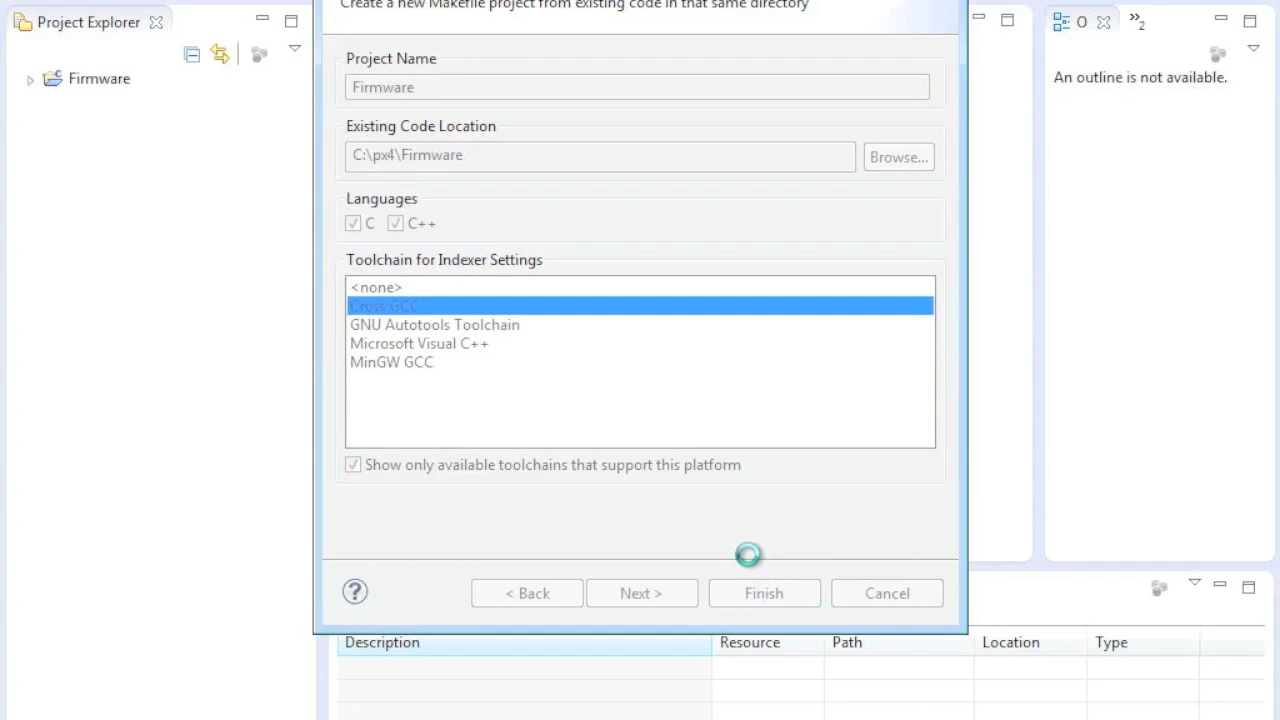 Project Explorer
Firmware
Create a new Makefile project from existing code in that same directory
Project Name
Firmware
Existing Code Location
C:\px4\Firmware
Browse...
Languages
C
C++
Toolchain for Indexer Settings
<none>
Cross GCC
GNU Autotools Toolchain
Microsoft Visual C++
MinGW GCC
Show only available toolchains that support this platform
?
< Back
Next >
Finish
Cancel
O
»2
An outline is not available.
Description
Resource
Path
Location
Type